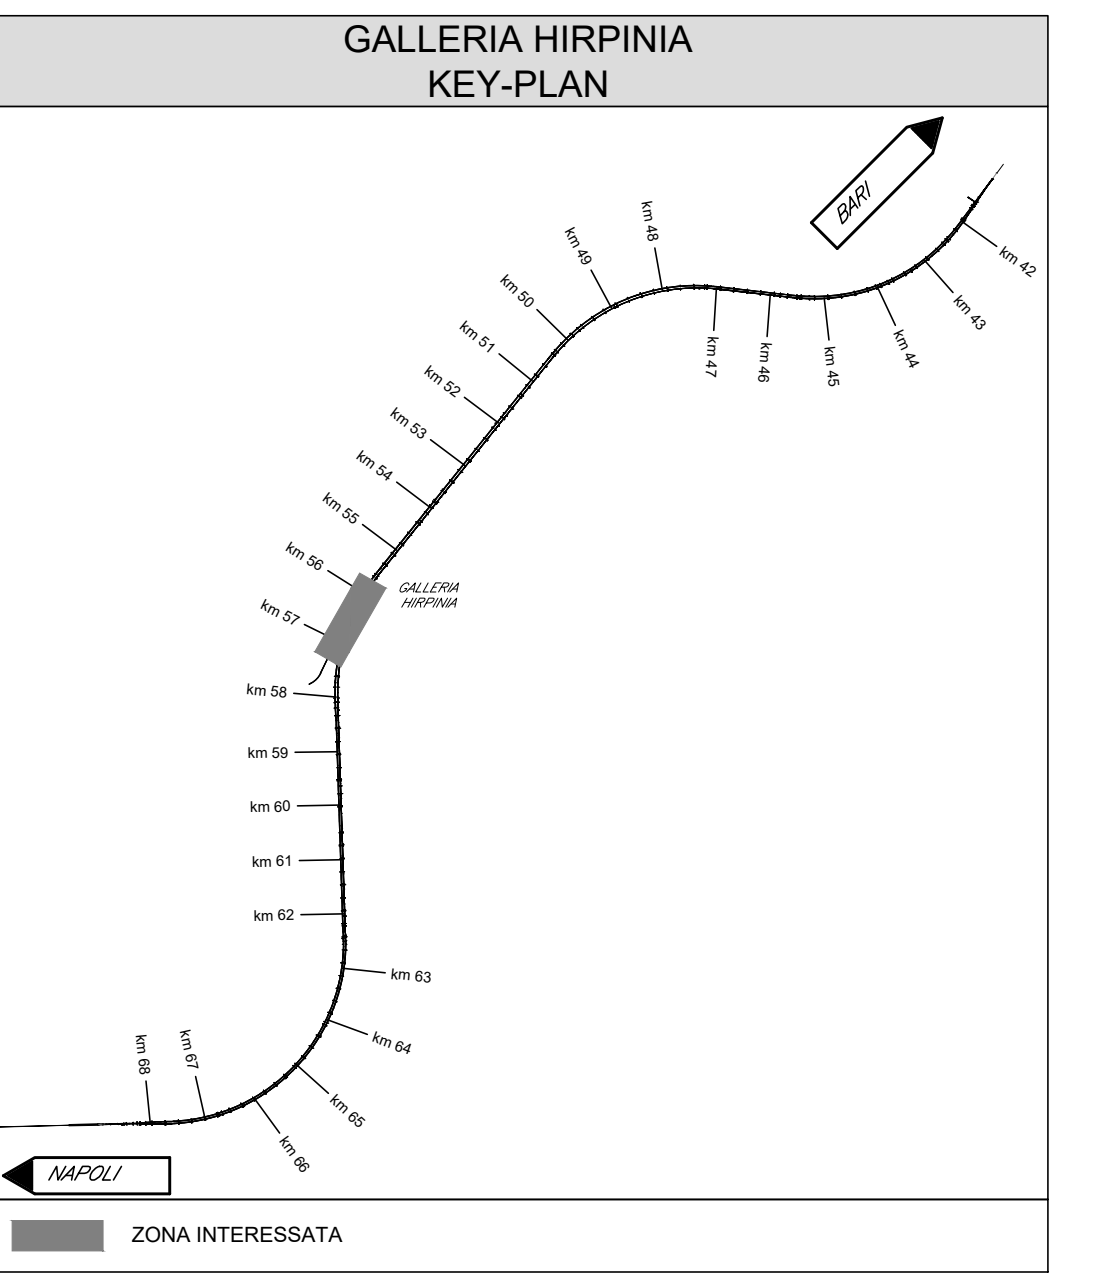 GALLERIA HIRPINIA
KEY-PLAN
BARI
km 42
km 43
km 44
km 45
km 46
km 47
km 48
km 49
km 50
km 51
km 52
km 53
km 54
km 55
km 56
GALLERIA
HIRPINIA
km 57
km 58
km 59
km 60
km 61
km 62
km 63
km 64
km 65
km 66
km 67
km 68
NAPOLI
ZONA INTERESSATA